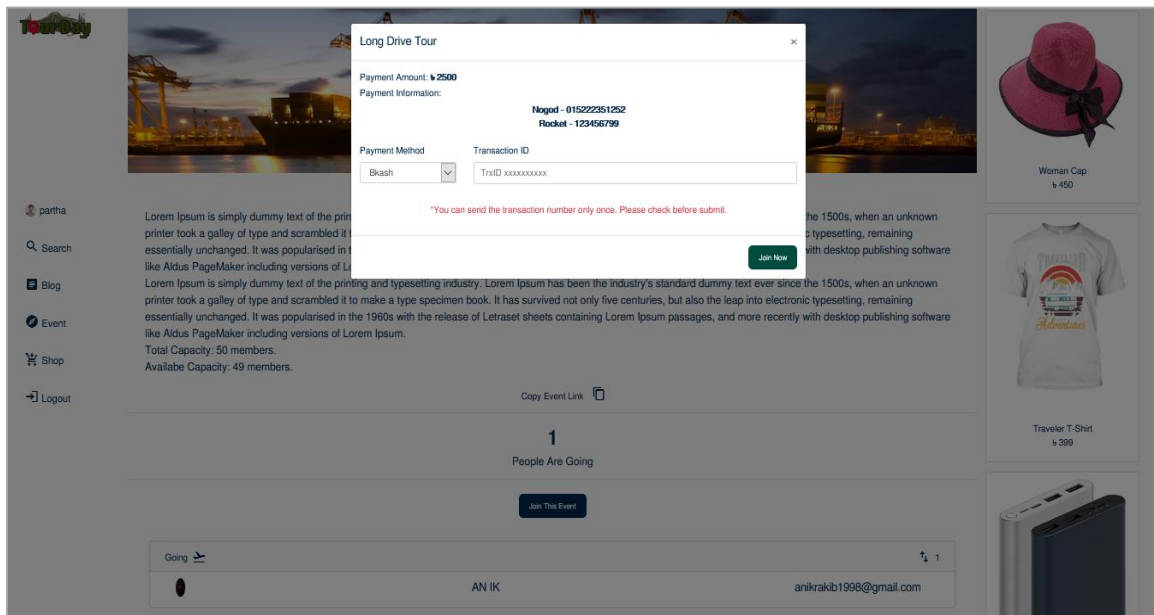 Tour Buy
Long Drive Tour
×
Payment Amount: ৳ 2500
Payment Information:
Nogod - 015222351252
Rocket - 123456799
Payment Method
Transaction ID
Bkash
TrxID xxxxxxxxxx
*You can send the transaction number only once. Please check before submit.
Join Now
partha
Search
Blog
Event
Shop
Logout
Lorem Ipsum is simply dummy text of the prin
he 1500s, when an unknown
printer took a galley of type and scrambled it
c typesetting, remaining
essentially unchanged. It was popularised in
with desktop publishing software
like Aldus PageMaker including versions of Lo
Lorem Ipsum is simply dummy text of the printing and typesetting industry. Lorem Ipsum has been the industry's standard dummy text ever since the 1500s, when an unknown
printer took a galley of type and scrambled it to make a type specimen book. It has survived not only five centuries, but also the leap into electronic typesetting, remaining
essentially unchanged. It was popularised in the 1960s with the release of Letraset sheets containing Lorem Ipsum passages, and more recently with desktop publishing software
like Aldus PageMaker including versions of Lorem Ipsum.
Total Capacity: 50 members.
Availabe Capacity: 49 members.
Copy Event Link
1
People Are Going
Join This Event
Going
1
AN IK
anikrakib1998@gmail.com
Woman Cap
৳ 450
TRAVELER
Adventures
Traveler T-Shirt
৳ 399